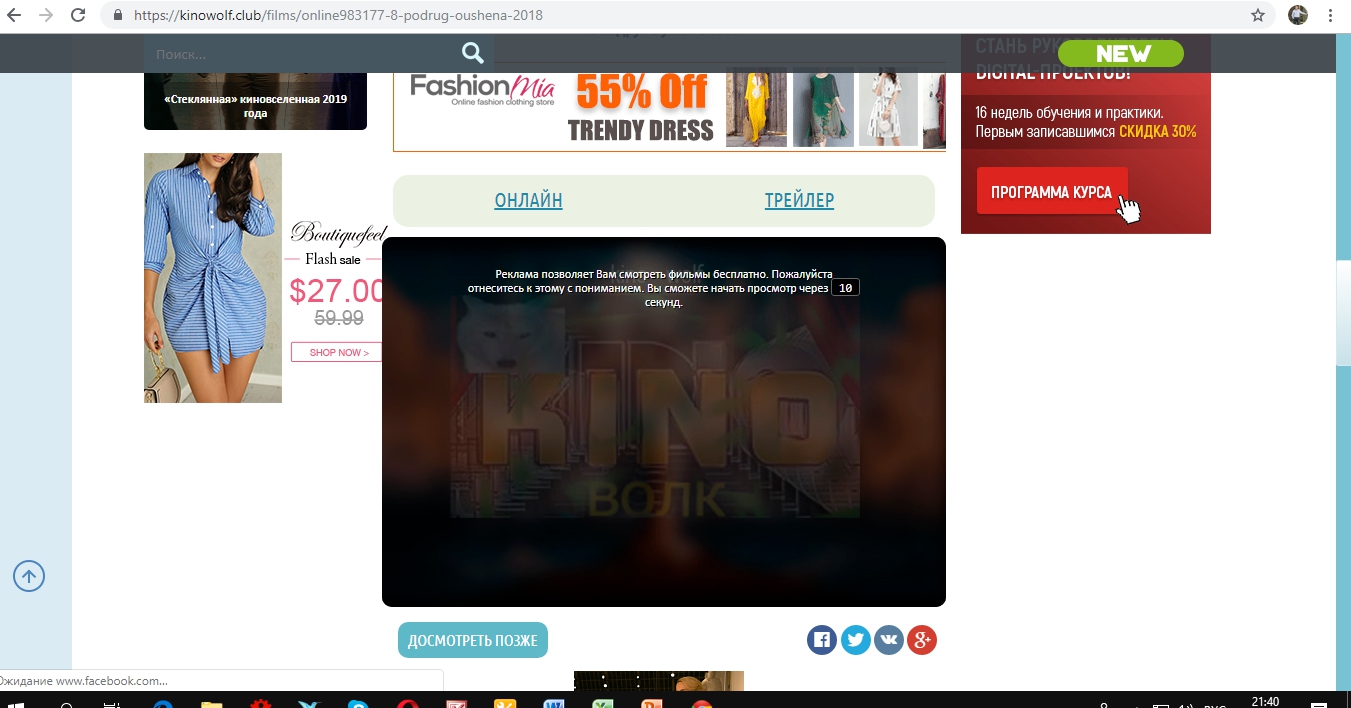 https://kinowolf.club/films/online983177-8-podrug-oushena-2018
Поиск...
NEW
«Стеклянная» киновселенная 2019
года
FashionMia
Online fashion clothing store
55% Off
TRENDY DRESS
СТАНЬ
DIGITAL-ПРОЕКТОВ!
16 недель обучения и практики.
Первым записавшимся СКИДКА 30%
ПРОГРАММА КУРСА
ОНЛАЙН
ТРЕЙЛЕР
Boutiquefeel
Flash sale
$27.00
59.99
SHOP NOW >
Реклама позволяет Вам смотреть фильмы бесплатно. Пожалуйста
отнеситесь к этому с пониманием. Вы сможете начать просмотр через 10
секунд.
KINO
ВОЛК
ДОСМОТРЕТЬ ПОЗЖЕ
Ожидание www.facebook.com...
РУС
21:40